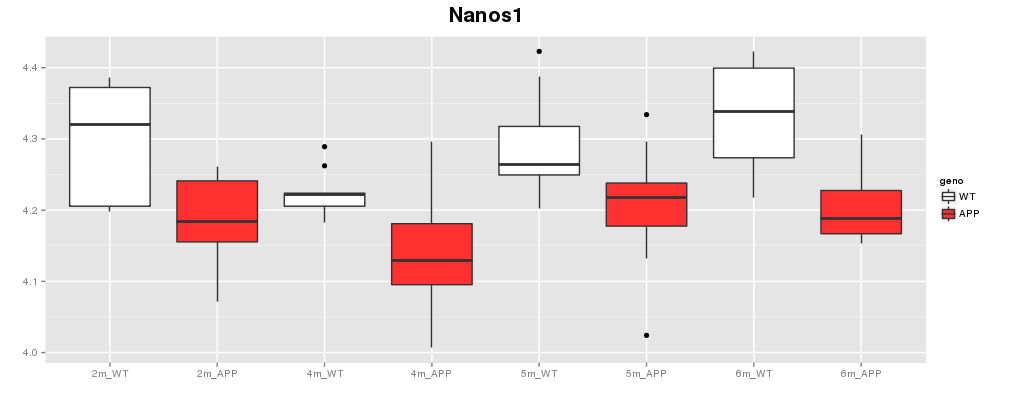 Nanos1
4.4
4.3
4.2
4.1
4.0
2m_WT 2m_APP 4m_WT 4m_APP 5m_WT 5m_APP 6m_WT 6m_APP
geno
WT
APP